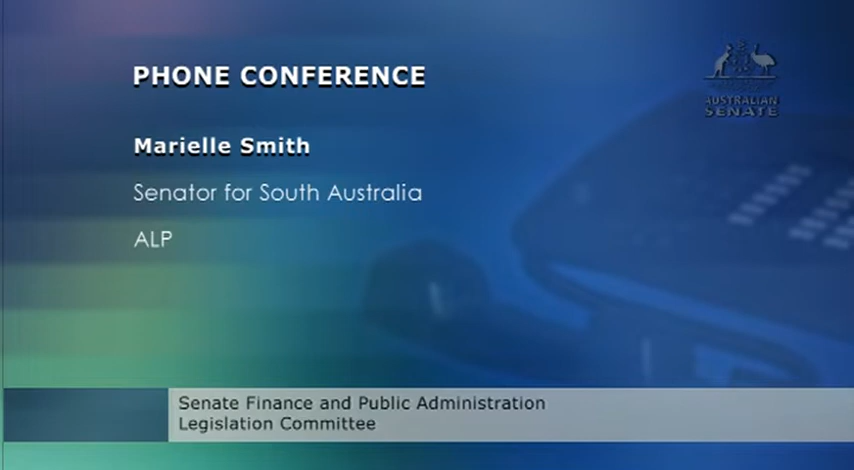 PHONE CONFERENCE
AUSTRALIAN
SENATE
Marielle Smith
Senator for South Australia
ALP
Senate Finance and Public Administration
Legislation Committee